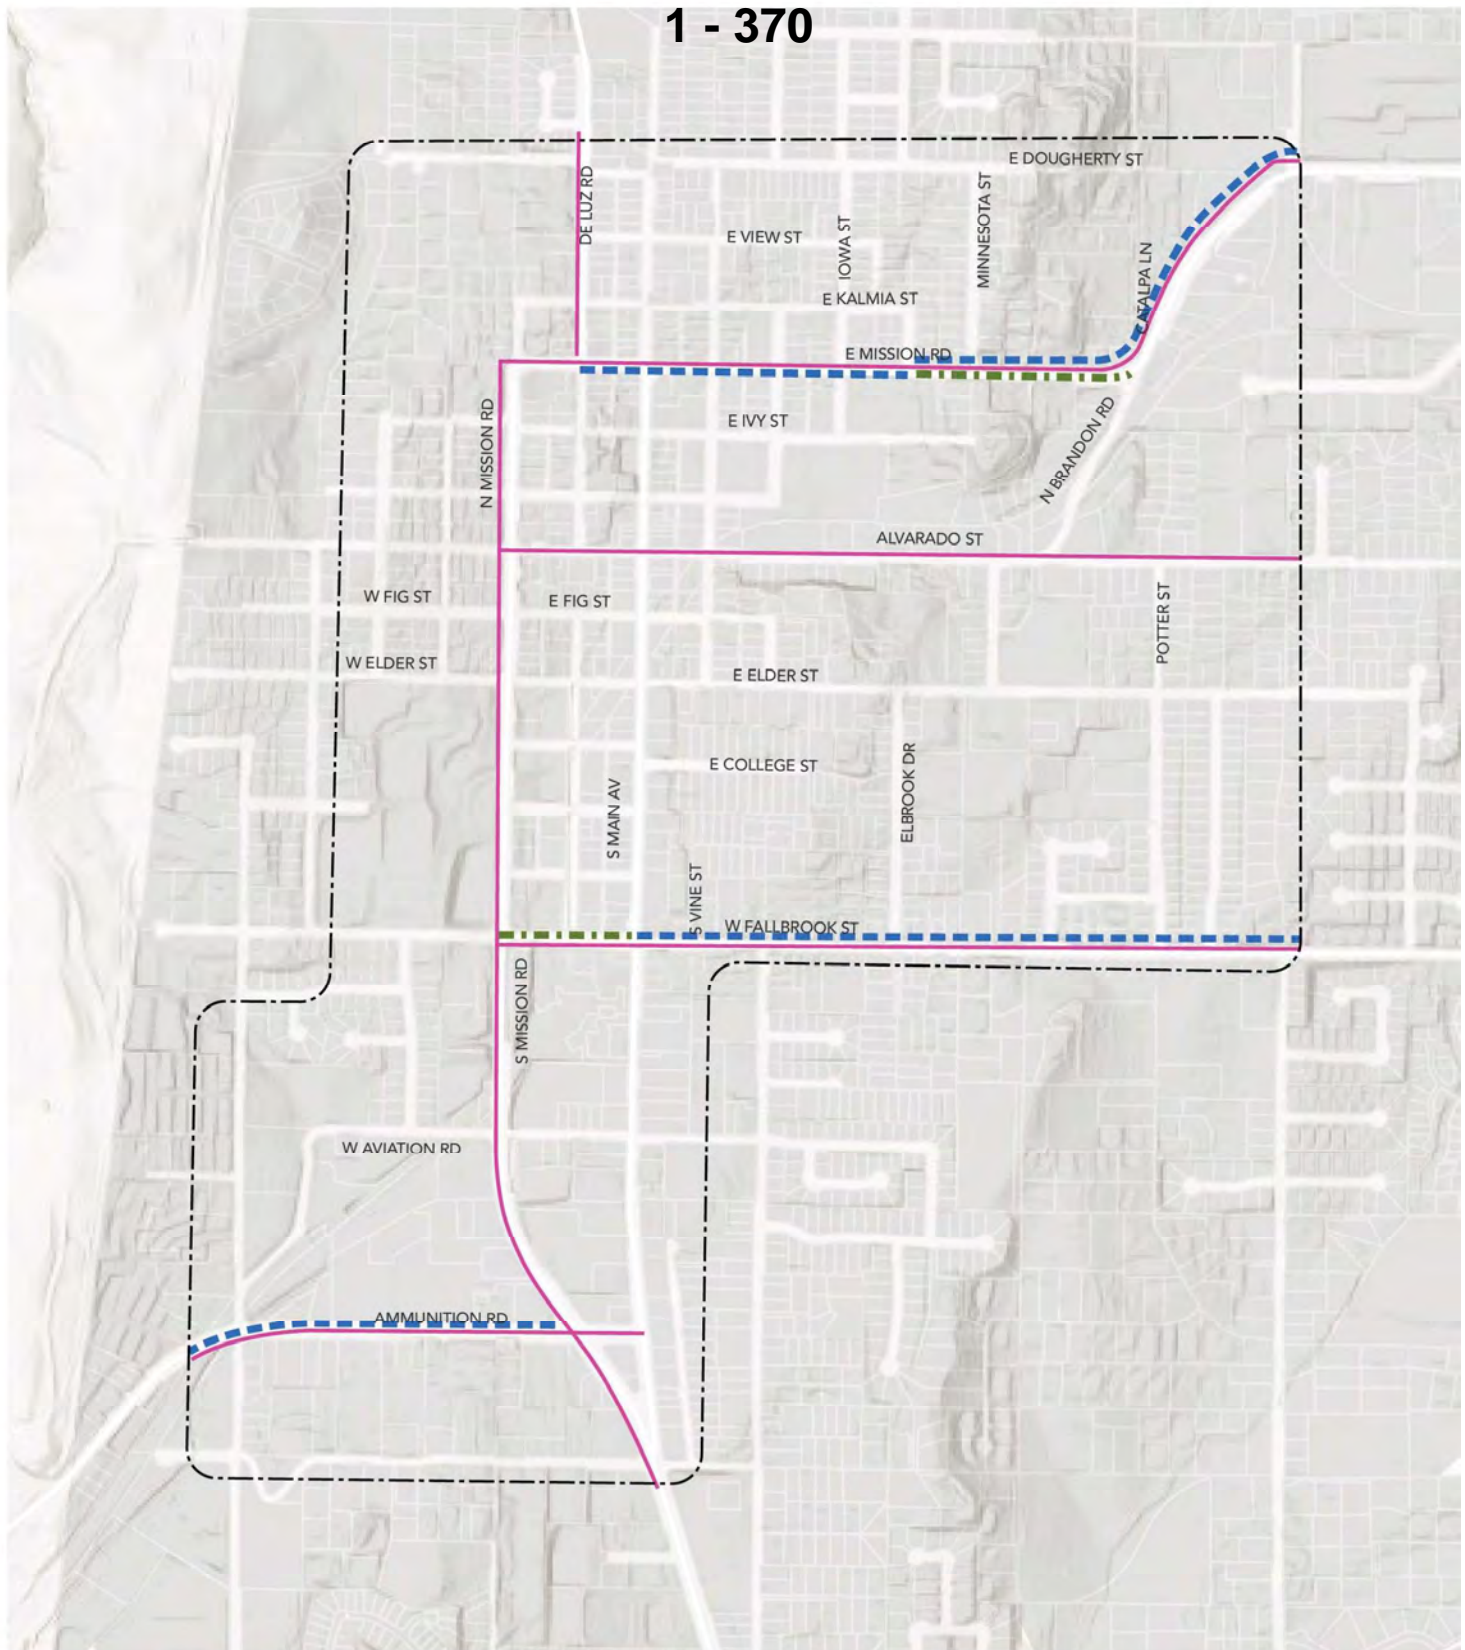 1 - 370
E DOUGHERTY ST
DE LUZ RD
MINNESOTA ST
IOWA ST
E VIEW ST
CATALPA LN
E KALMIA ST
E MISSION RD
N MISSION RD
E IVY ST
N BRANDON RD
ALVARADO ST
W FIG ST
E FIG ST
POTTER ST
W ELDER ST
E ELDER ST
E COLLEGE ST
ELBROOK DR
S MAIN AV
S VINE ST
W FALLBROOK ST
S MISSION RD
W AVIATION RD
AMMUNITION RD